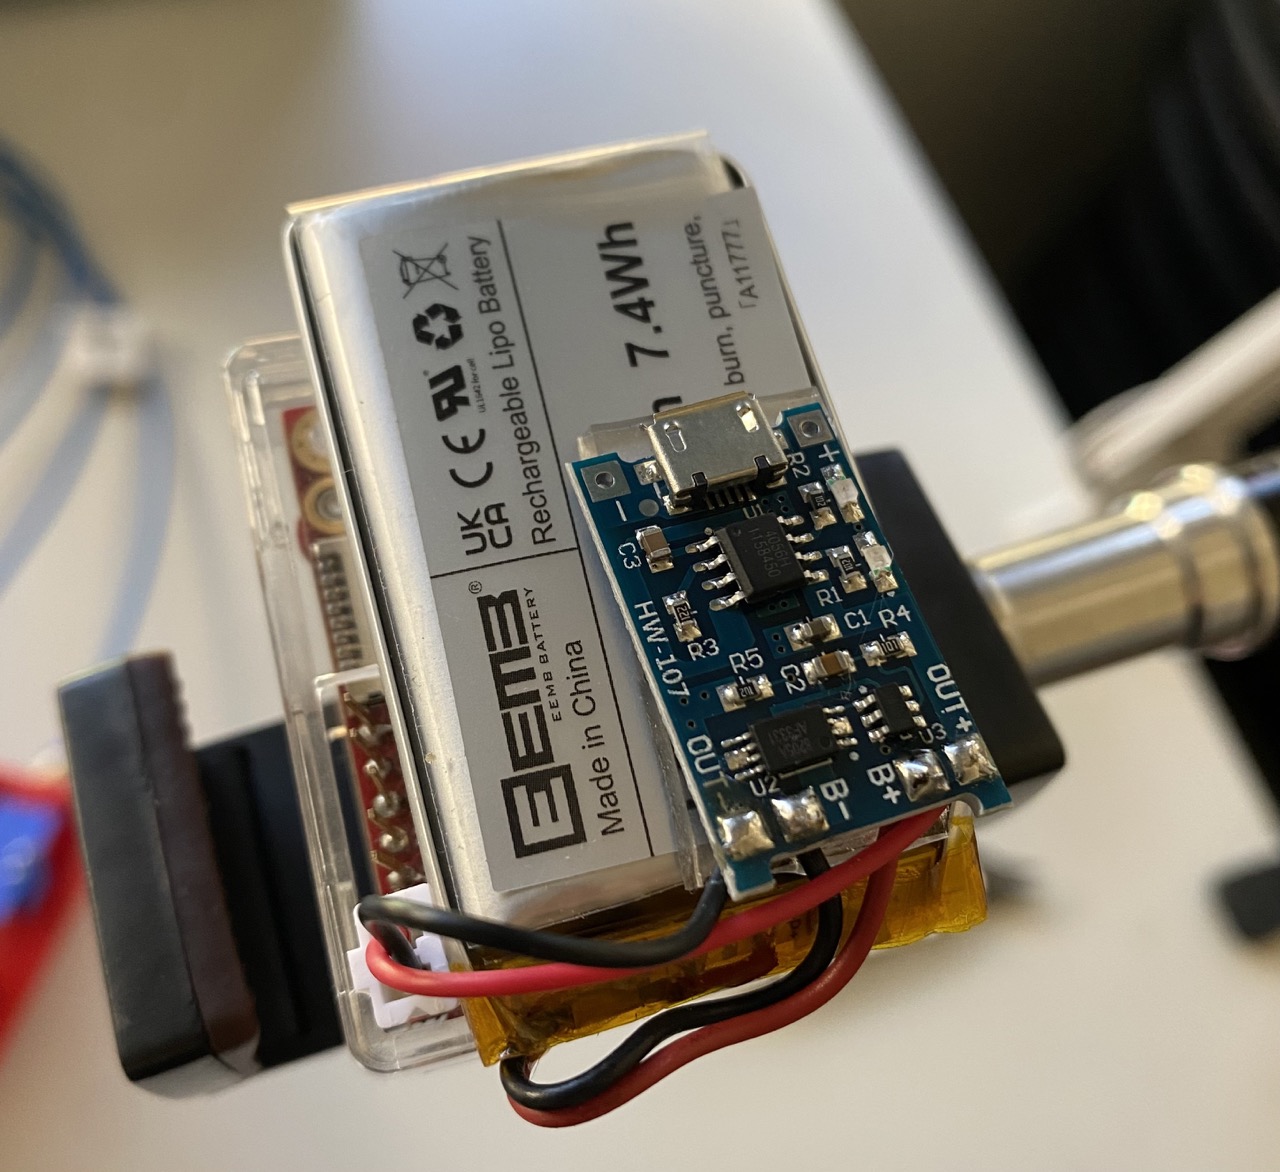 UK
CA
CE
Rechargeable Lipo Battery
7.4Wh
burn, puncture,
「A11777」
EEMB®
EEMB BATTERY
Made in China
-
+
R2
U1
C3
R1
R3
C1
R4
HW-107
R5
C2
OUT+
OUT-
U2
U3
B-
B+